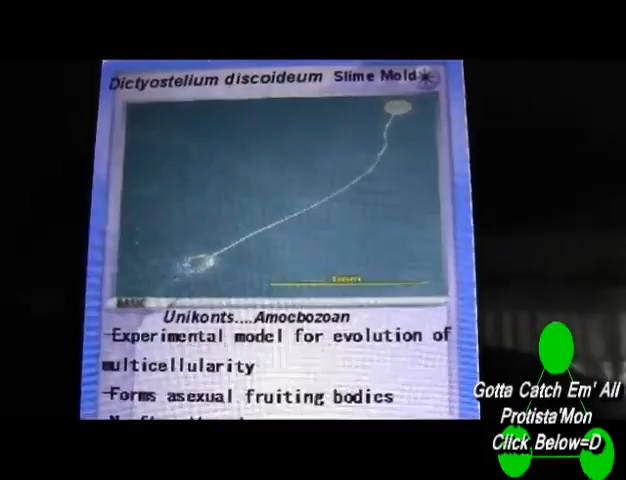 Dictyostelium discoideum Slime Mold
BASIC
Unikonts....Amoebozoan
-Experimental model for evolution of
multicellularity
-Forms asexual fruiting bodies
Gotta Catch Em' All
Protista'Mon
Click Below=D